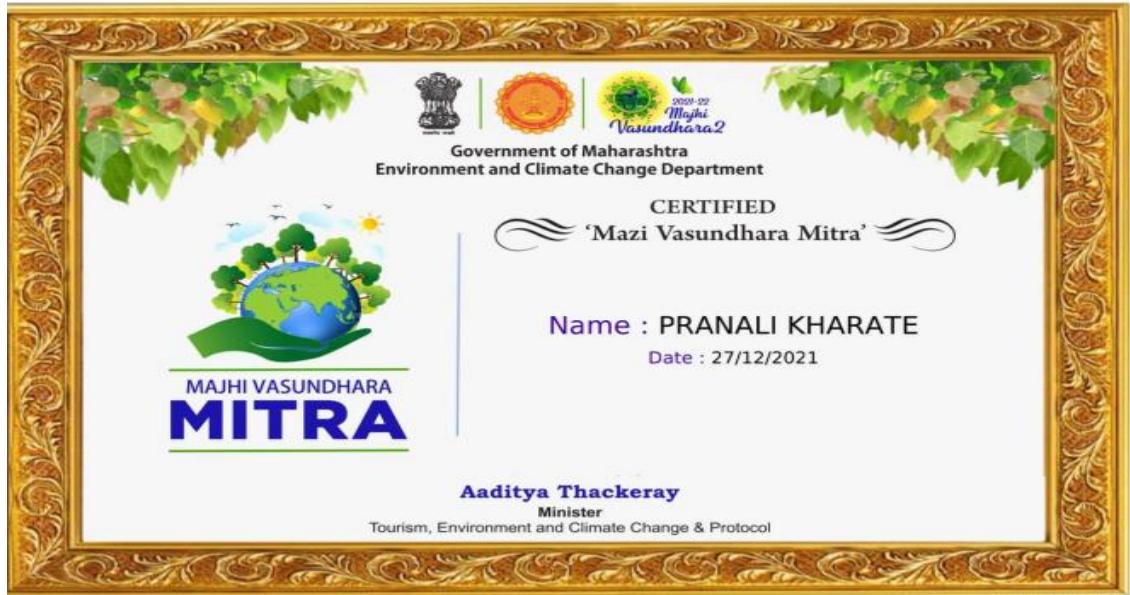 2021-22
Majhi
Vasundhara2
Government of Maharashtra
Environment and Climate Change Department
CERTIFIED
‘Mazi Vasundhara Mitra’
Name : PRANALI KHARATE
Date : 27/12/2021
MAJHI VASUNDHARA
MITRA
Aaditya Thackeray
Minister
Tourism, Environment and Climate Change & Protocol